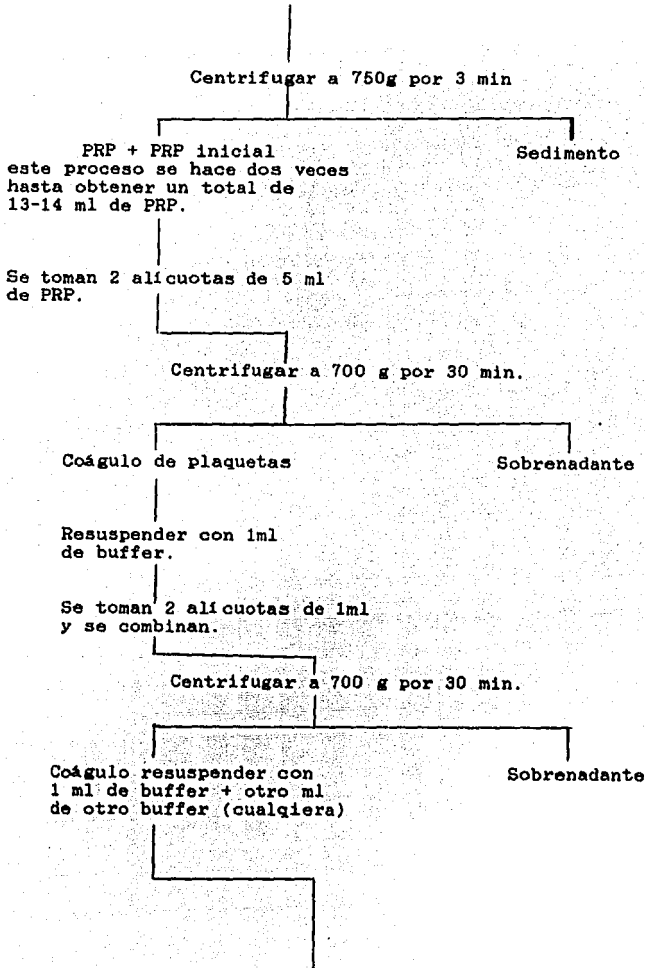 Centrifugar a 750g por 3 min
PRP + PRP inicial
este proceso se hace dos veces
hasta obtener un total de
13-14 ml de PRP.
Sedimento
Se toman 2 alícuotas de 5 ml
de PRP.
Centrifugar a 700 g por 30 min.
Coágulo de plaquetas
Sobrenadante
Resuspender con 1ml
de buffer.
Se toman 2 alícuotas de 1ml
y se combinan.
Centrifugar a 700 g por 30 min.
Coágulo resuspender con
1 ml de buffer + otro ml
de otro buffer (cualqiera)
Sobrenadante